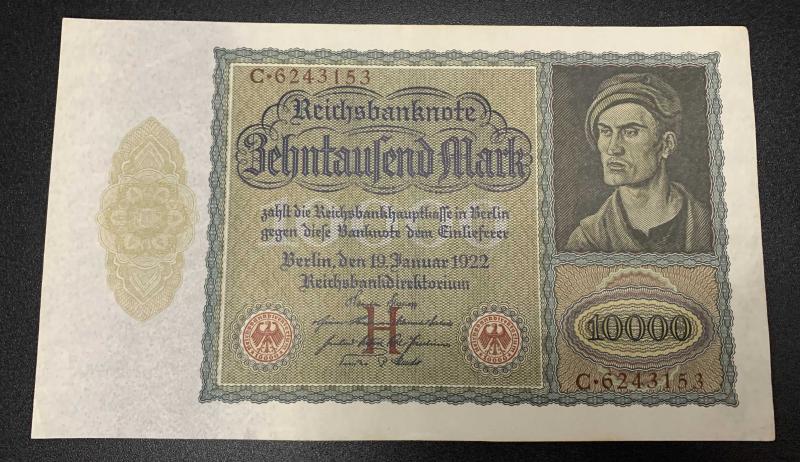 C·6243153
Reichsbanknote
Zehntausend Mark
zahlt die Reichsbankhauptkasse in Berlin
gegen diese Banknote dem Einlieferer
Berlin, den 19. Januar 1922
Reichsbankdirektorium
H
10000
C·6243153